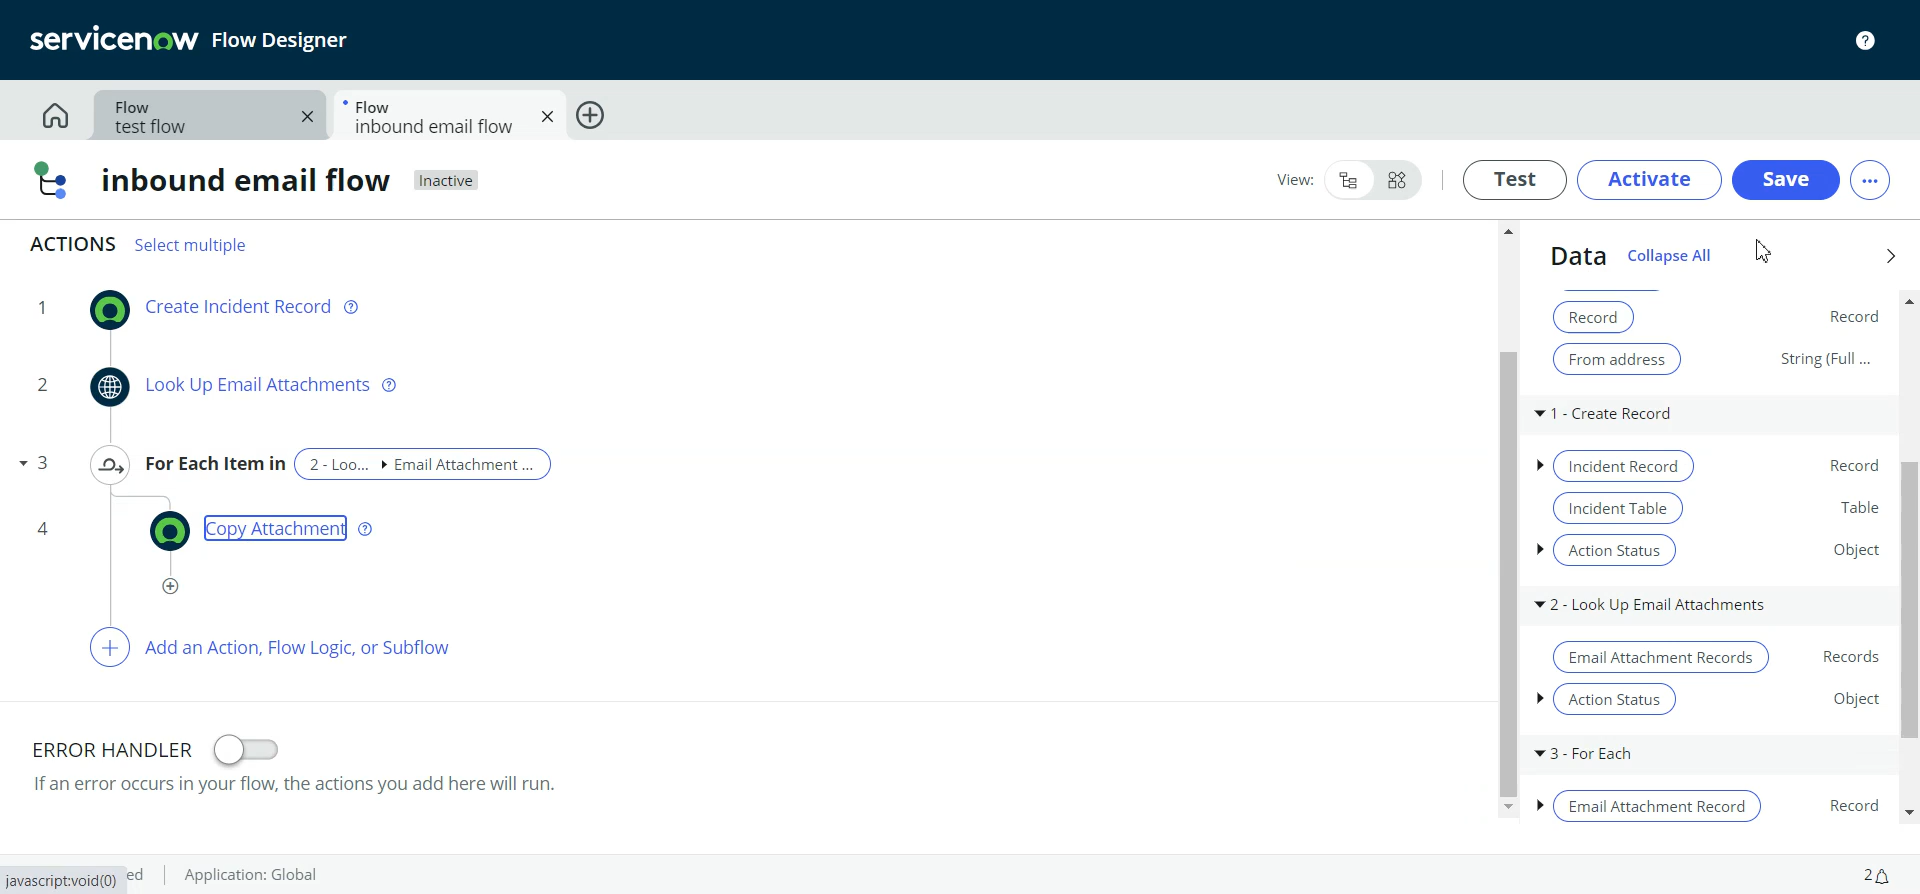 servicenow Flow Designer
?
Flow
test flow
Flow
inbound email flow
inbound email flow Inactive
View:
Test
Activate
Save
ACTIONS Select multiple
Data Collapse All
1 Create Incident Record
2 Look Up Email Attachments
3 For Each Item in 2 - Loo... Email Attachment ...
4 Copy Attachment
Add an Action, Flow Logic, or Subflow
ERROR HANDLER
If an error occurs in your flow, the actions you add here will run.
Record Record
From address String (Full ...
1 - Create Record
Incident Record Record
Incident Table Table
Action Status Object
2 - Look Up Email Attachments
Email Attachment Records Records
Action Status Object
3 - For Each
Email Attachment Record Record
javascript:void(0) ed Application: Global
2